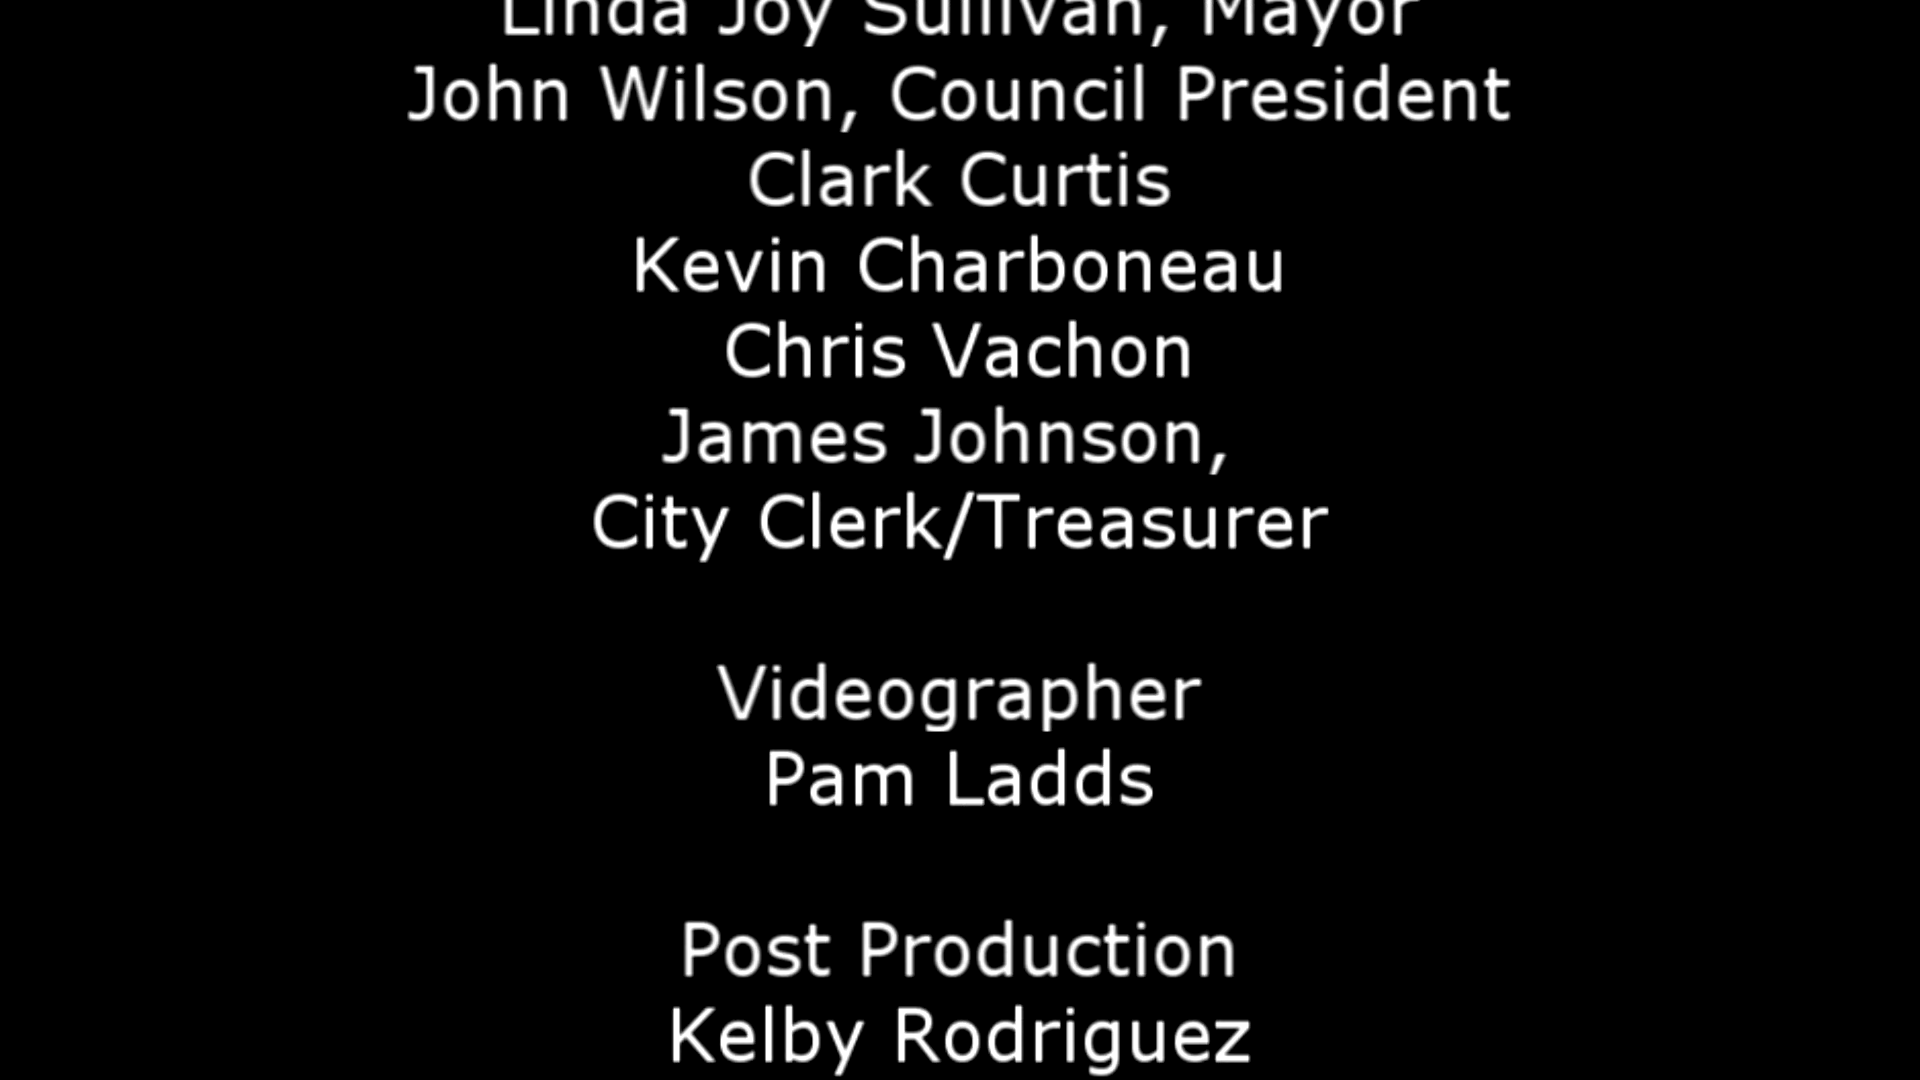 Linda Joy Sullivan, Mayor
John Wilson, Council President
Clark Curtis
Kevin Charboneau
Chris Vachon
James Johnson,
City Clerk/Treasurer
Videographer
Pam Ladds
Post Production
Kelby Rodriguez